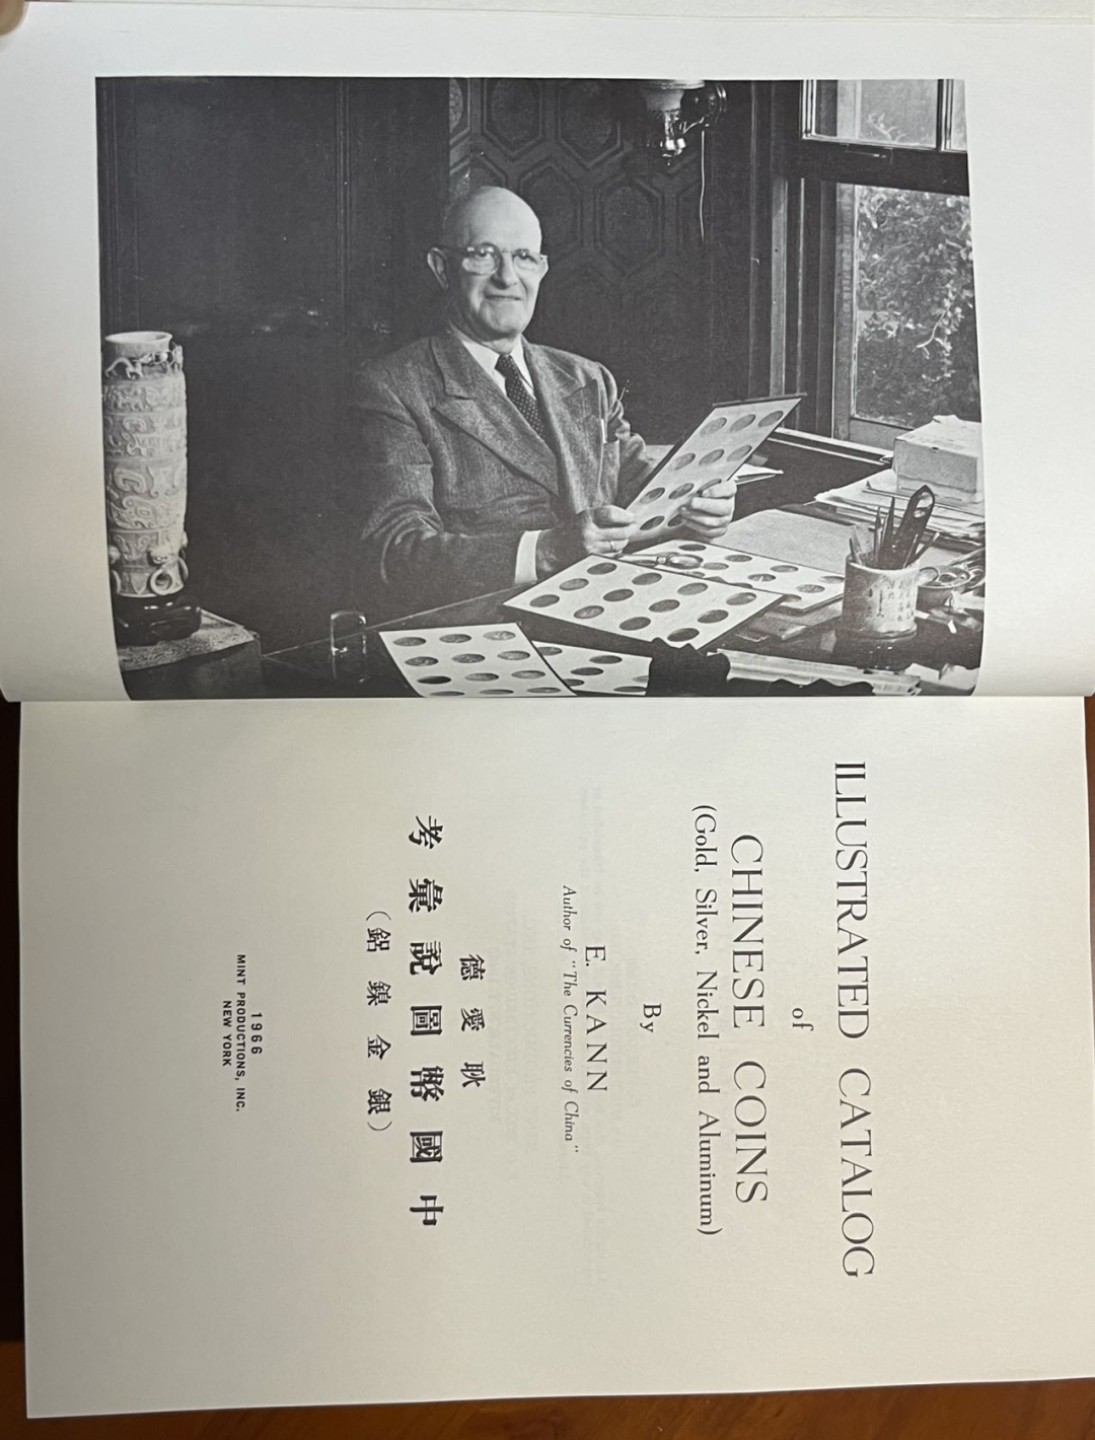 ILLUSTRATED CATALOG
of
CHINESE COINS
(Gold, Silver, Nickel and Aluminum)
By
E. KANN
Author of "The Currencies of China"
耿愛德
中國幣圖說彙考
(銀金鎳鋁)
1966
MINT PRODUCTIONS, INC.
NEW YORK